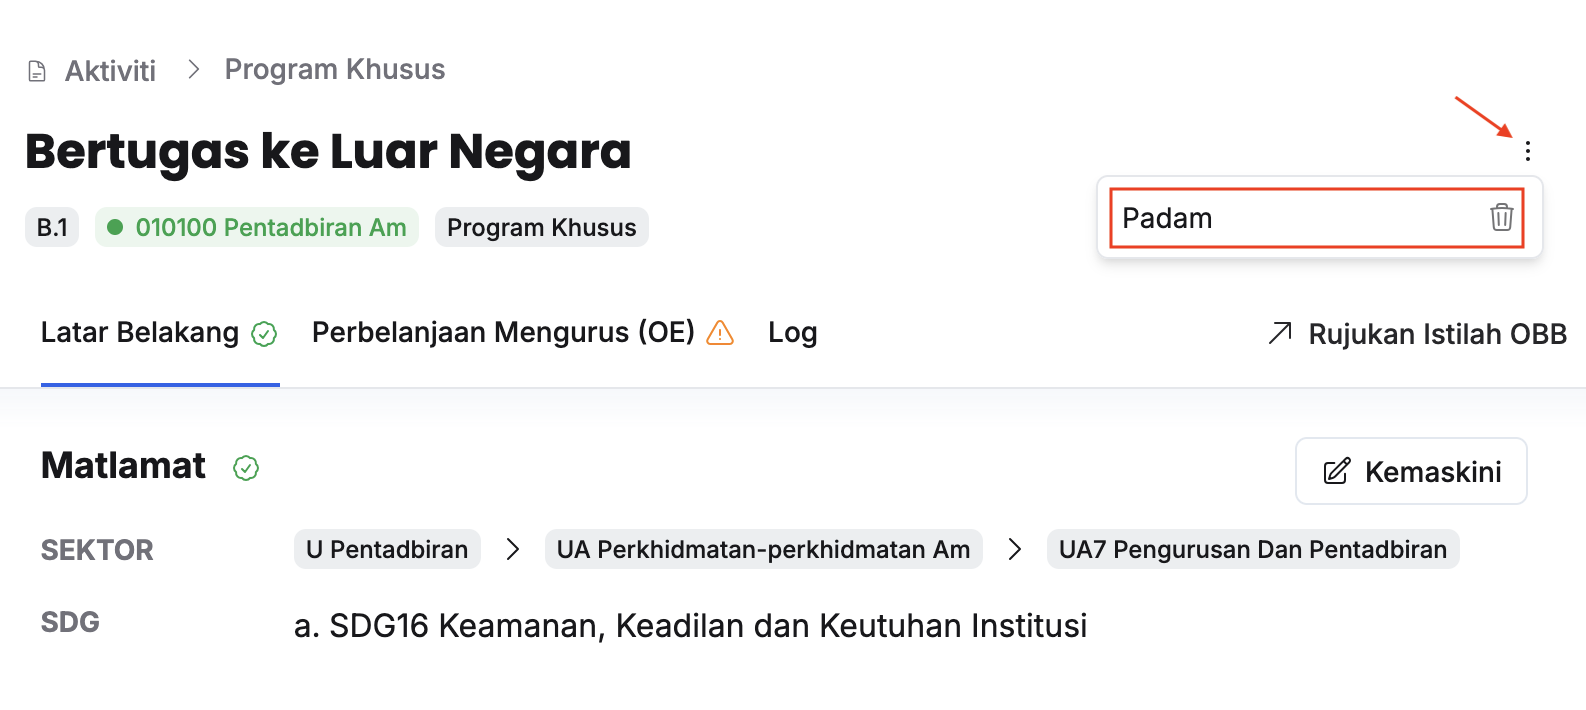 Aktiviti > Program Khusus
Bertugas ke Luar Negara
B.1 010100 Pentadbiran Am Program Khusus
Padam
Latar Belakang Perbelanjaan Mengurus (OE) Log Rujukan Istilah OBB
Matlamat Kemaskini
SEKTOR U Pentadbiran > UA Perkhidmatan-perkhidmatan Am > UA7 Pengurusan Dan Pentadbiran
SDG a. SDG16 Keamanan, Keadilan dan Keutuhan Institusi